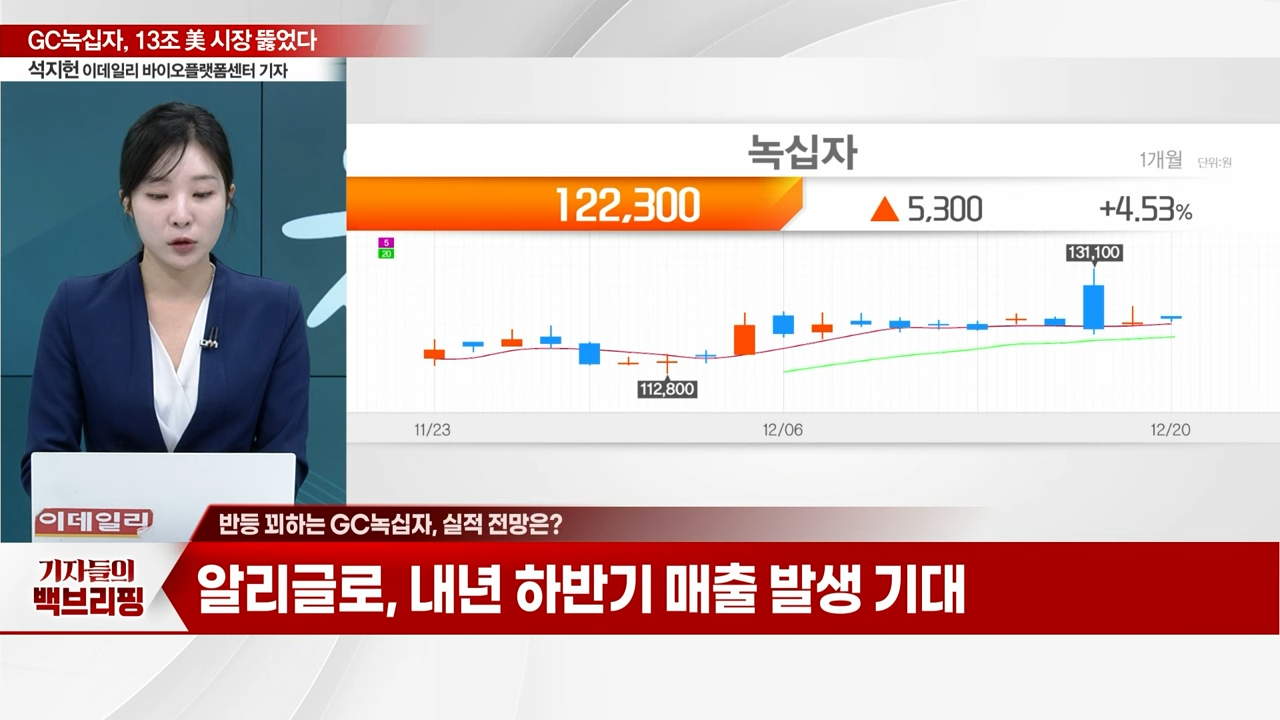 GC녹십자, 13조 美 시장 뚫었다
석지헌 이데일리 바이오플랫폼센터 기자
녹십자
1개월 단위:원
122,300 ▲ 5,300 +4.53%
5
20
131,100
112,800
11/23 12/06 12/20
이데일리
반등 꾀하는 GC녹십자, 실적 전망은?
기자들의
백브리핑
알리글로, 내년 하반기 매출 발생 기대